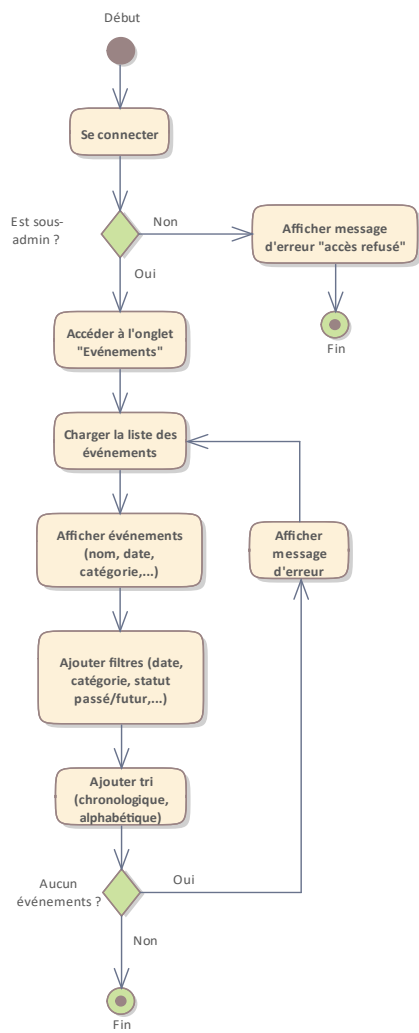 Début
Se connecter
Est sous-
admin ?
Non
Afficher message
d'erreur "accès refusé"
Oui
Fin
Accéder à l'onglet
"Evénements"
Charger la liste des
événements
Afficher événements
(nom, date,
catégorie,...)
Afficher
message
d'erreur
Ajouter filtres (date,
catégorie, statut
passé/futur,...)
Ajouter tri
(chronologique,
alphabétique)
Aucun
événements ?
Oui
Non
Fin